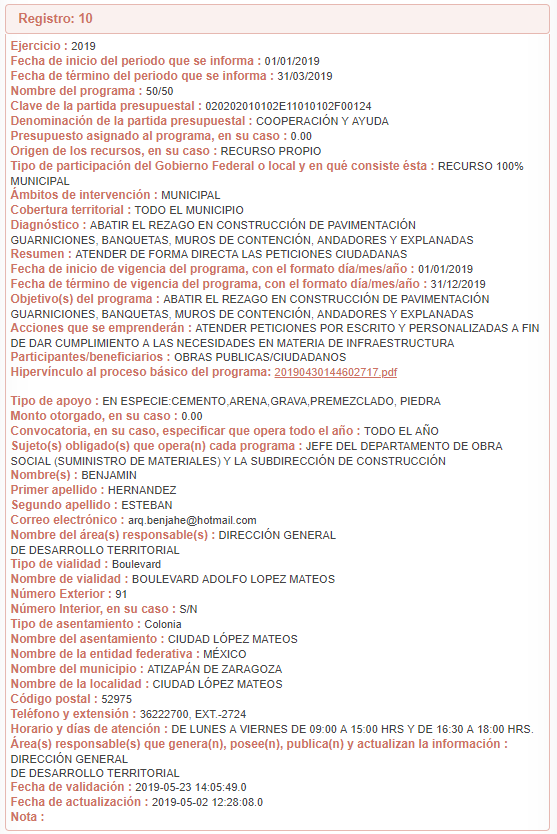 Registro: 10
Ejercicio : 2019
Fecha de inicio del periodo que se informa : 01/01/2019
Fecha de término del periodo que se informa : 31/03/2019
Nombre del programa : 50/50
Clave de la partida presupuestal : 020202010102E11010102F00124
Denominación de la partida presupuestal : COOPERACIÓN Y AYUDA
Presupuesto asignado al programa, en su caso : 0.00
Origen de los recursos, en su caso : RECURSO PROPIO
Tipo de participación del Gobierno Federal o local y en qué consiste ésta : RECURSO 100%
MUNICIPAL
Ámbitos de intervención : MUNICIPAL
Cobertura territorial : TODO EL MUNICIPIO
Diagnóstico : ABATIR EL REZAGO EN CONSTRUCCIÓN DE PAVIMENTACIÓN
GUARNICIONES, BANQUETAS, MUROS DE CONTENCIÓN, ANDADORES Y EXPLANADAS
Resumen : ATENDER DE FORMA DIRECTA LAS PETICIONES CIUDADANAS
Fecha de inicio de vigencia del programa, con el formato día/mes/año : 01/01/2019
Fecha de término de vigencia del programa, con el formato día/mes/año : 31/12/2019
Objetivo(s) del programa : ABATIR EL REZAGO EN CONSTRUCCIÓN DE PAVIMENTACIÓN
GUARNICIONES, BANQUETAS, MUROS DE CONTENCIÓN, ANDADORES Y EXPLANADAS
Acciones que se emprenderán : ATENDER PETICIONES POR ESCRITO Y PERSONALIZADAS A FIN
DE DAR CUMPLIMIENTO A LAS NECESIDADES EN MATERIA DE INFRAESTRUCTURA
Participantes/beneficiarios : OBRAS PUBLICAS/CIUDADANOS
Hipervínculo al proceso básico del programa: 20190430144602717.pdf
Tipo de apoyo : EN ESPECIE:CEMENTO,ARENA,GRAVA,PREMEZCLADO, PIEDRA
Monto otorgado, en su caso : 0.00
Convocatoria, en su caso, especificar que opera todo el año : TODO EL AÑO
Sujeto(s) obligado(s) que opera(n) cada programa : JEFE DEL DEPARTAMENTO DE OBRA
SOCIAL (SUMINISTRO DE MATERIALES) Y LA SUBDIRECCIÓN DE CONSTRUCCIÓN
Nombre(s) : BENJAMIN
Primer apellido : HERNANDEZ
Segundo apellido : ESTEBAN
Correo electrónico : arq.benjahe@hotmail.com
Nombre del área(s) responsable(s) : DIRECCIÓN GENERAL
DE DESARROLLO TERRITORIAL
Tipo de vialidad : Boulevard
Nombre de vialidad : BOULEVARD ADOLFO LOPEZ MATEOS
Número Exterior : 91
Número Interior, en su caso : S/N
Tipo de asentamiento : Colonia
Nombre del asentamiento : CIUDAD LÓPEZ MATEOS
Nombre de la entidad federativa : MÉXICO
Nombre del municipio : ATIZAPÁN DE ZARAGOZA
Nombre de la localidad : CIUDAD LÓPEZ MATEOS
Código postal : 52975
Teléfono y extensión : 36222700, EXT.-2724
Horario y días de atención : DE LUNES A VIERNES DE 09:00 A 15:00 HRS Y DE 16:30 A 18:00 HRS.
Área(s) responsable(s) que genera(n), posee(n), publica(n) y actualizan la información :
DIRECCIÓN GENERAL
DE DESARROLLO TERRITORIAL
Fecha de validación : 2019-05-23 14:05:49.0
Fecha de actualización : 2019-05-02 12:28:08.0
Nota :